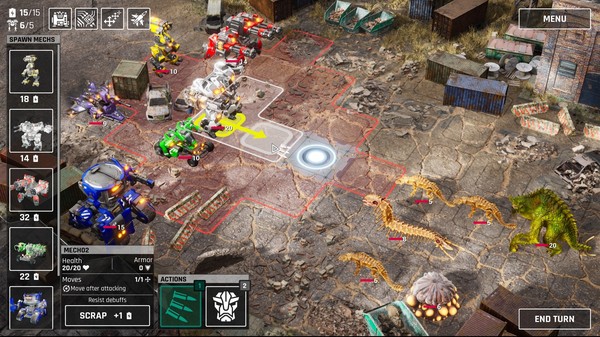 15/15
6/5
MENU
SPAWN MECHS
18
14
32
22
10
20
10
15
20
MECH02
Health
Armor
20/20
0
Moves
1/1
Move after attacking
Resist debuffs
SCRAP +1
ACTIONS
1
2
END TURN